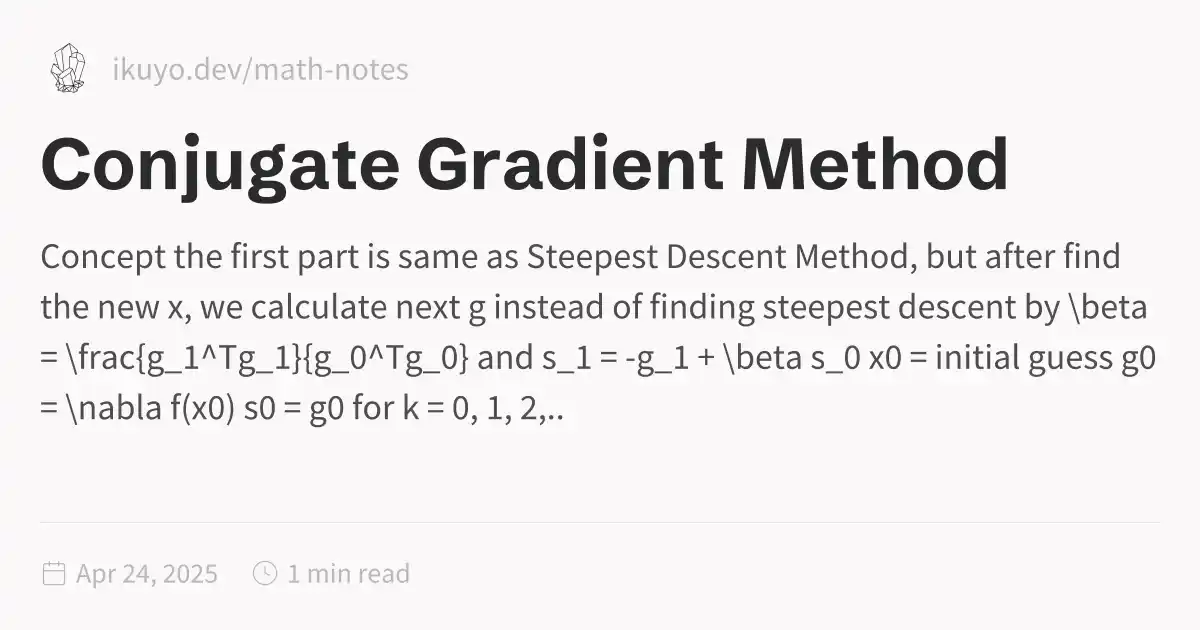 ikuyo.dev/math-notes
Conjugate Gradient Method
Concept the first part is same as Steepest Descent Method, but after find
the new x, we calculate next g instead of finding steepest descent by \beta
= \frac{g_1^Tg_1}{g_0^Tg_0} and s_1 = -g_1 + \beta s_0 x0 = initial guess g0
= \nabla f(x0) s0 = g0 for k = 0, 1, 2,..
Apr 24, 2025 1 min read